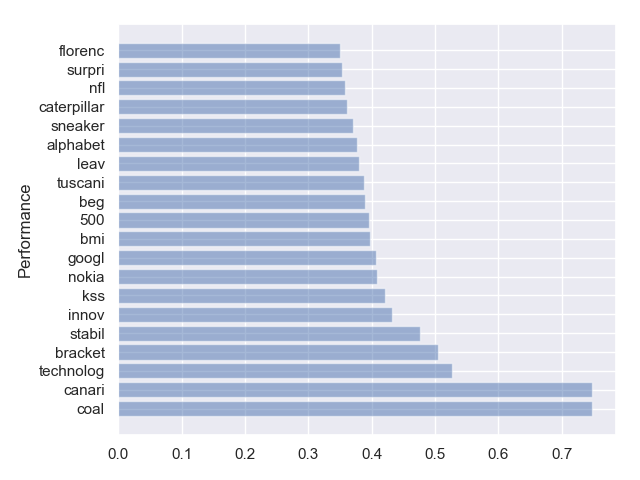 florenc
surpri
nfl
caterpillar
sneaker
alphabet
leav
tuscani
beg
500
bmi
googl
nokia
kss
innov
stabil
bracket
technolog
canari
coal
Performance
0.0 0.1 0.2 0.3 0.4 0.5 0.6 0.7